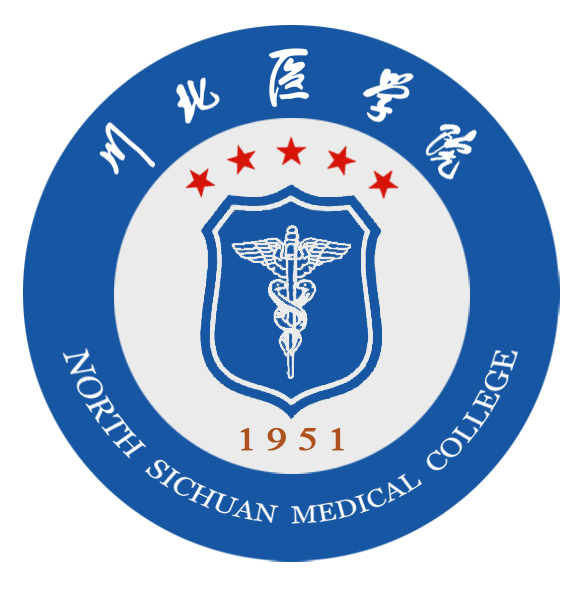 川北医学院
1951
NORTH SICHUAN MEDICAL COLLEGE